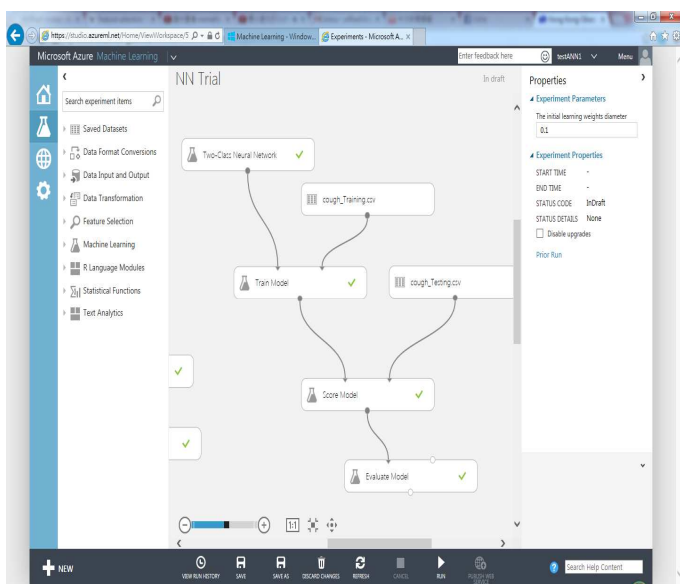 https://studio.azureml.net/Home/ViewWorkspace/5
Machine Learning - Window...
Experiments - Microsoft A...
Microsoft Azure Machine Learning
Enter feedback here
testANN1
Menu
Search experiment items
Saved Datasets
Data Format Conversions
Data Input and Output
Data Transformation
Feature Selection
Machine Learning
R Language Modules
Statistical Functions
Text Analytics
NN Trial
In draft
Two-Class Neural Network
cough_Training.csv
Train Model
cough_Testing.csv
Score Model
Evaluate Model
1:1
Properties
Experiment Parameters
The initial learning weights diameter
0.1
Experiment Properties
START TIME -
END TIME -
STATUS CODE InDraft
STATUS DETAILS None
Disable upgrades
Prior Run
NEW
VIEW RUN HISTORY
SAVE
SAVE AS
DISCARD CHANGES
REFRESH
CANCEL
RUN
PUBLISH WEB
SERVICE
Search Help Content